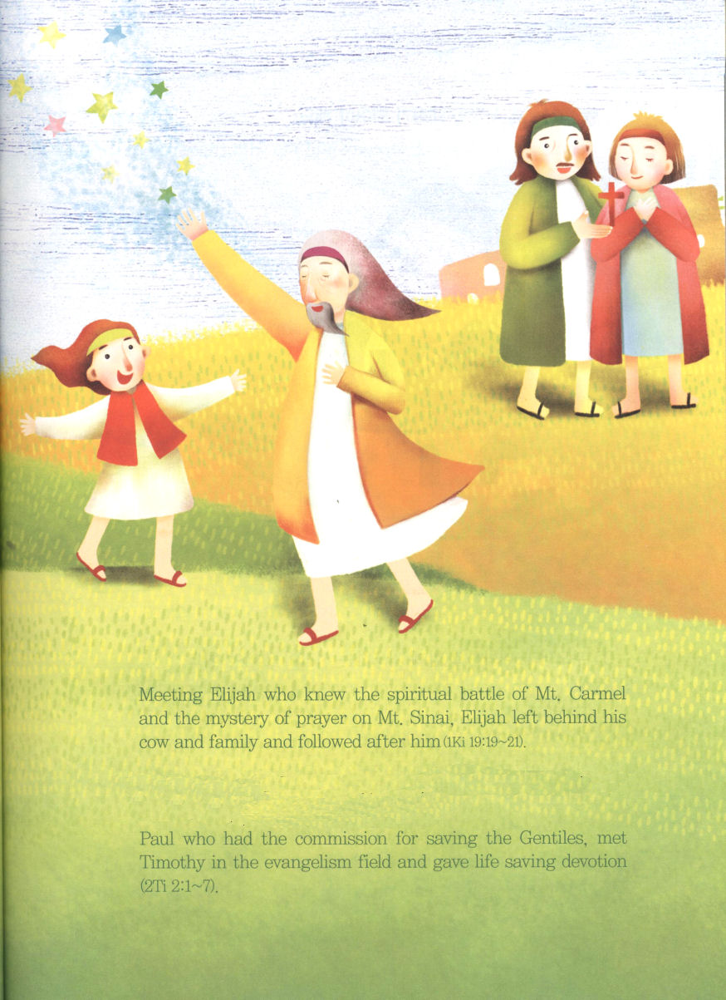 Meeting Elijah who knew the spiritual battle of Mt. Carmel
and the mystery of prayer on Mt. Sinai, Elijah left behind his
cow and family and followed after him (1Ki 19:19~21).
Paul who had the commission for saving the Gentiles, met
Timothy in the evangelism field and gave life saving devotion
(2Ti 2:1~7).